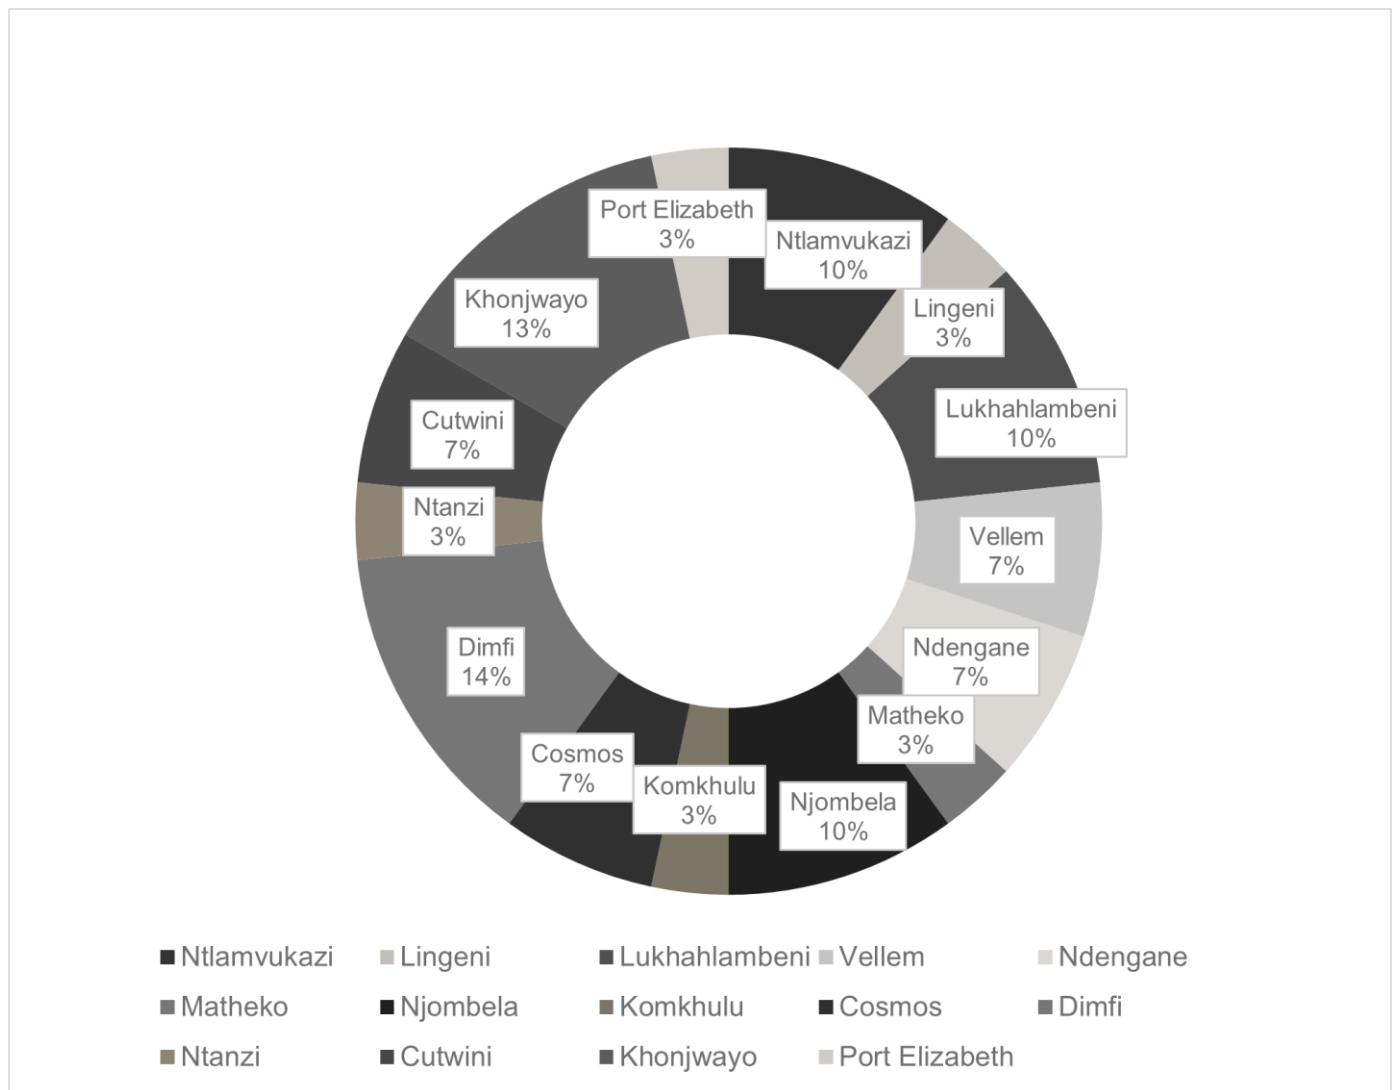 Port Elizabeth
3%
Ntlamvukazi
10%
Lingeni
3%
Lukhahlambeni
10%
Vellem
7%
Ndengane
7%
Matheko
3%
Njombela
10%
Komkhulu
3%
Cosmos
7%
Dimfi
14%
Ntanzi
3%
Cutwini
7%
Khonjwayo
13%
Ntlamvukazi Lingeni Lukhahlambeni Vellem Ndengane
Matheko Njombela Komkhulu Cosmos Dimfi
Ntanzi Cutwini Khonjwayo Port Elizabeth